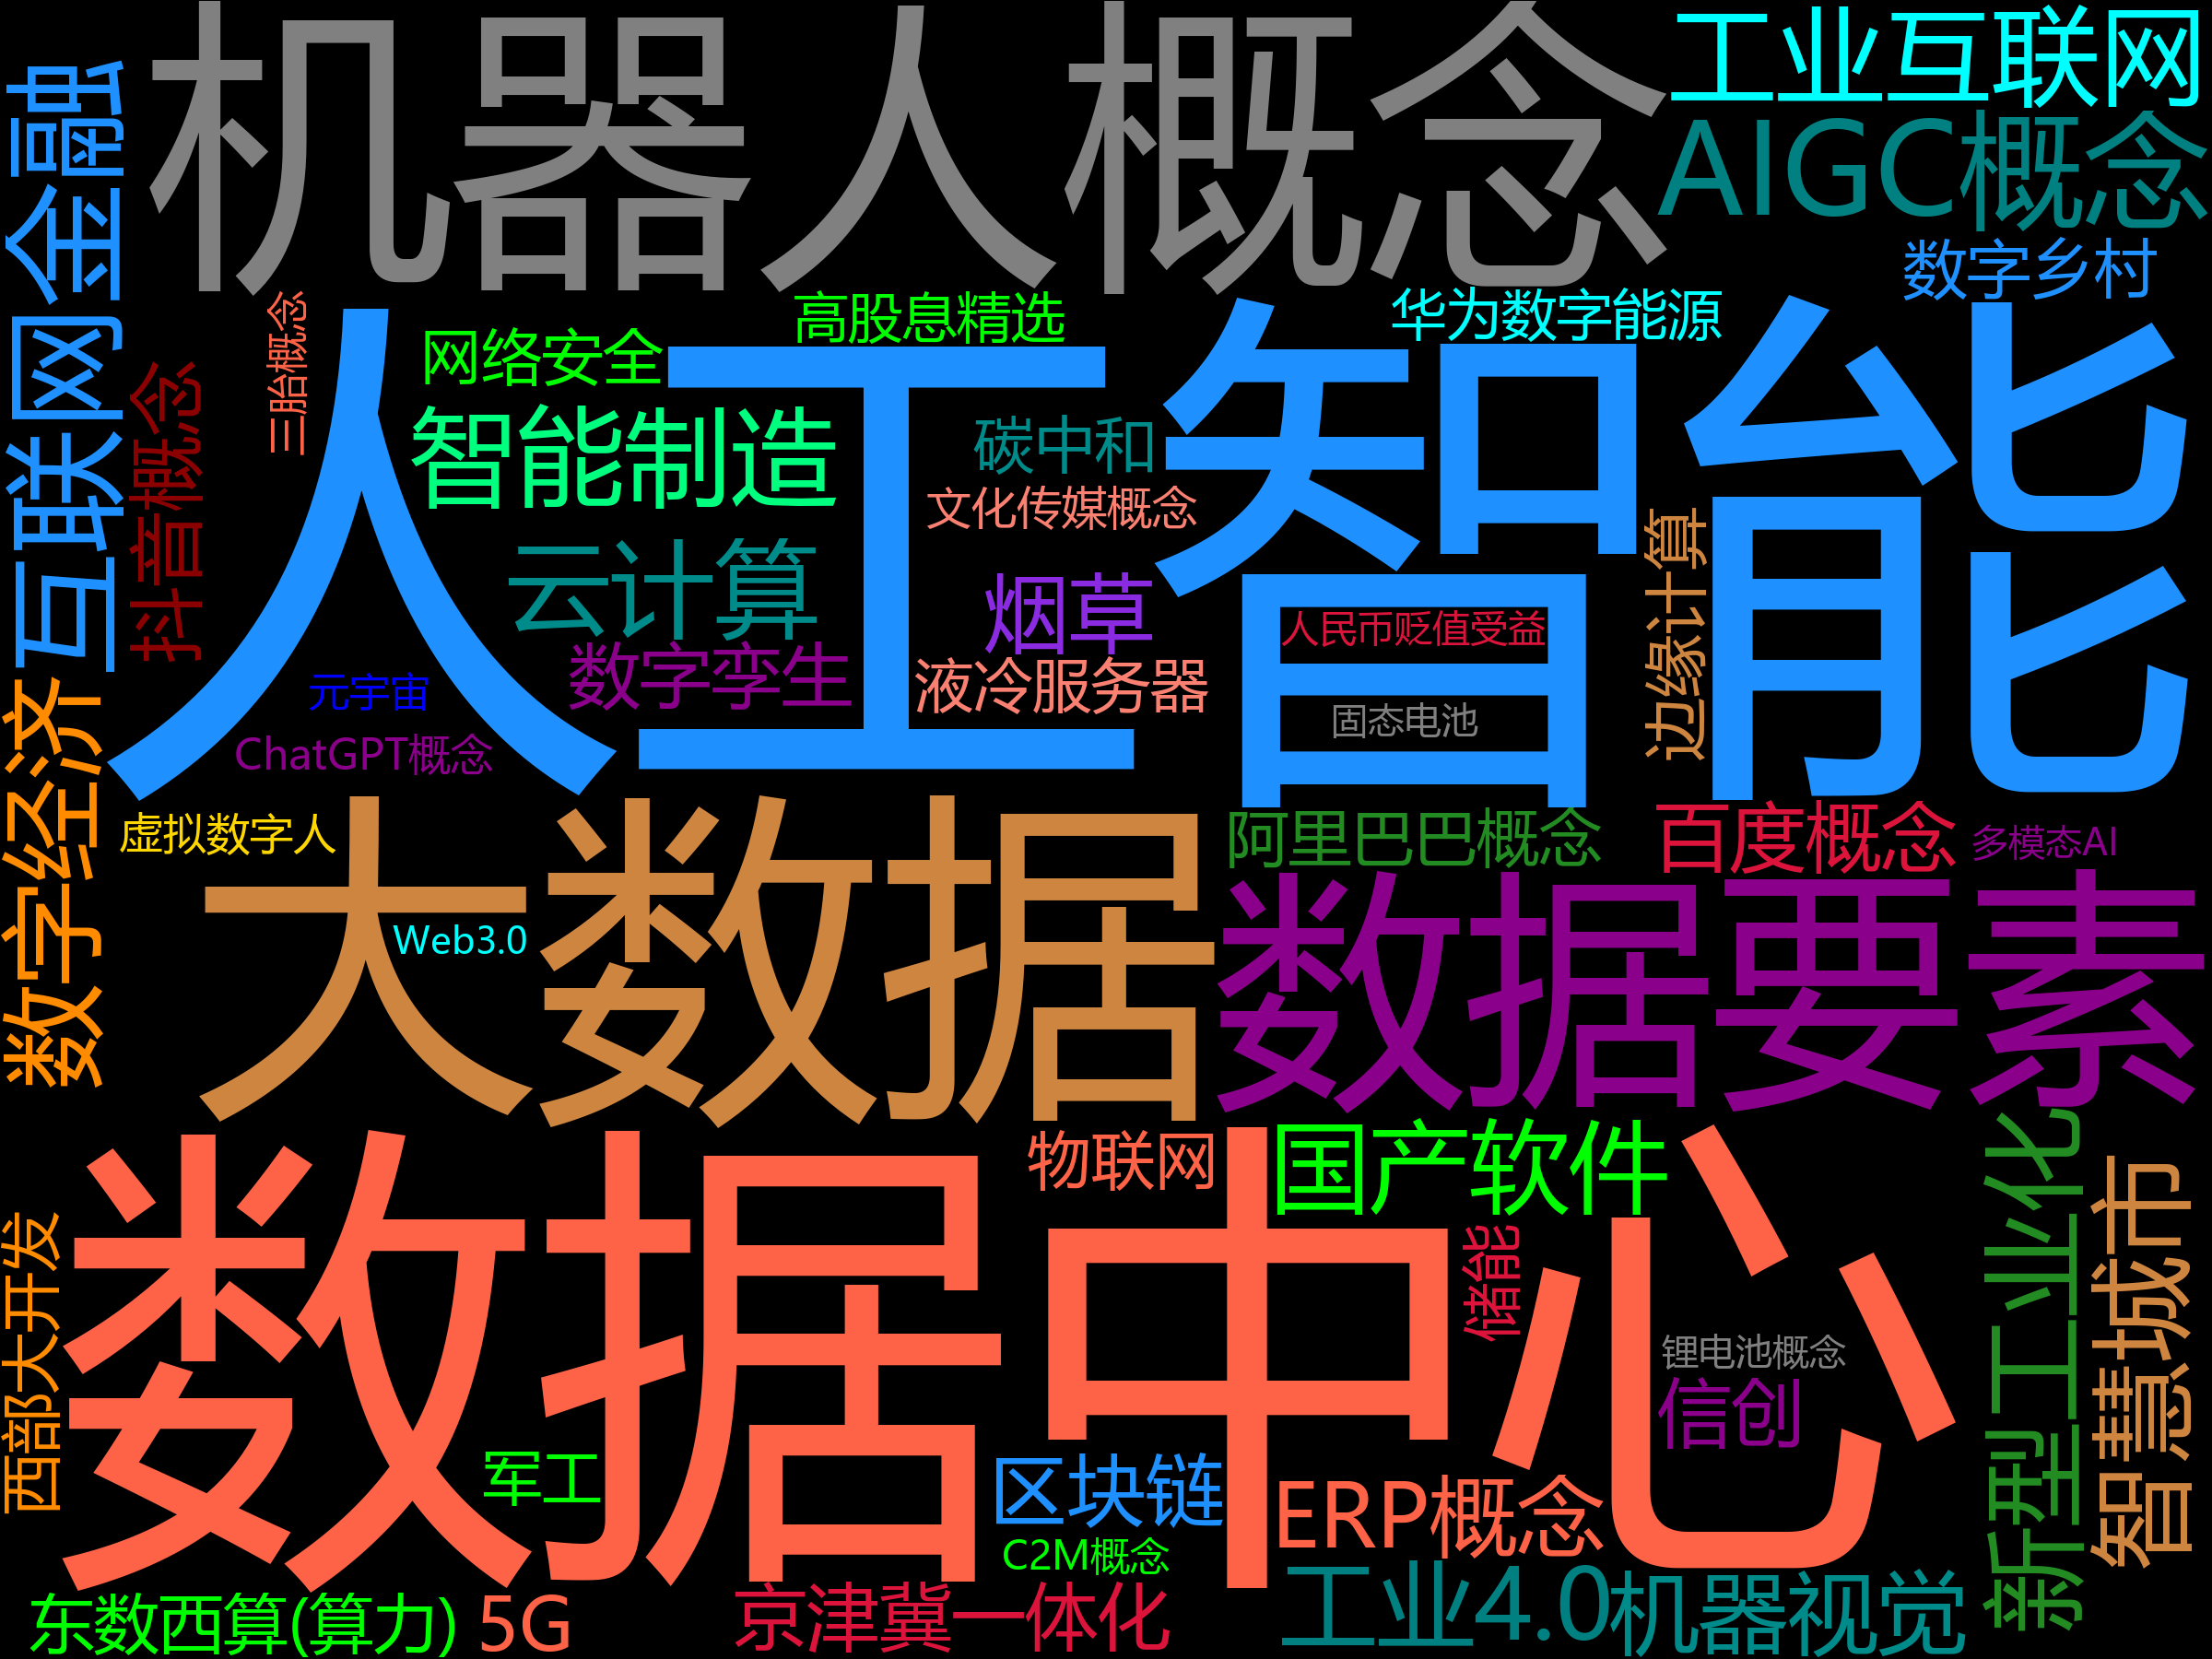 机器人概念
工业互联网
AIGC概念
数字乡村
互联网金融
三胎概念
高股息精选
华为数字能源
网络安全
人工智能
抖音概念
智能制造
碳中和
文化传媒概念
边缘计算
云计算
烟草
人民币贬值受益
数字孪生
液冷服务器
元宇宙
固态电池
ChatGPT概念
数字经济
虚拟数字人
大数据
阿里巴巴概念
百度概念
多模态AI
数据要素
Web3.0
数据中心
物联网
国产软件
新型工业化
智慧城市
西部大开发
储能
锂电池概念
信创
军工
区块链
ERP概念
C2M概念
东数西算(算力)
5G
京津冀一体化
工业4.0
机器视觉